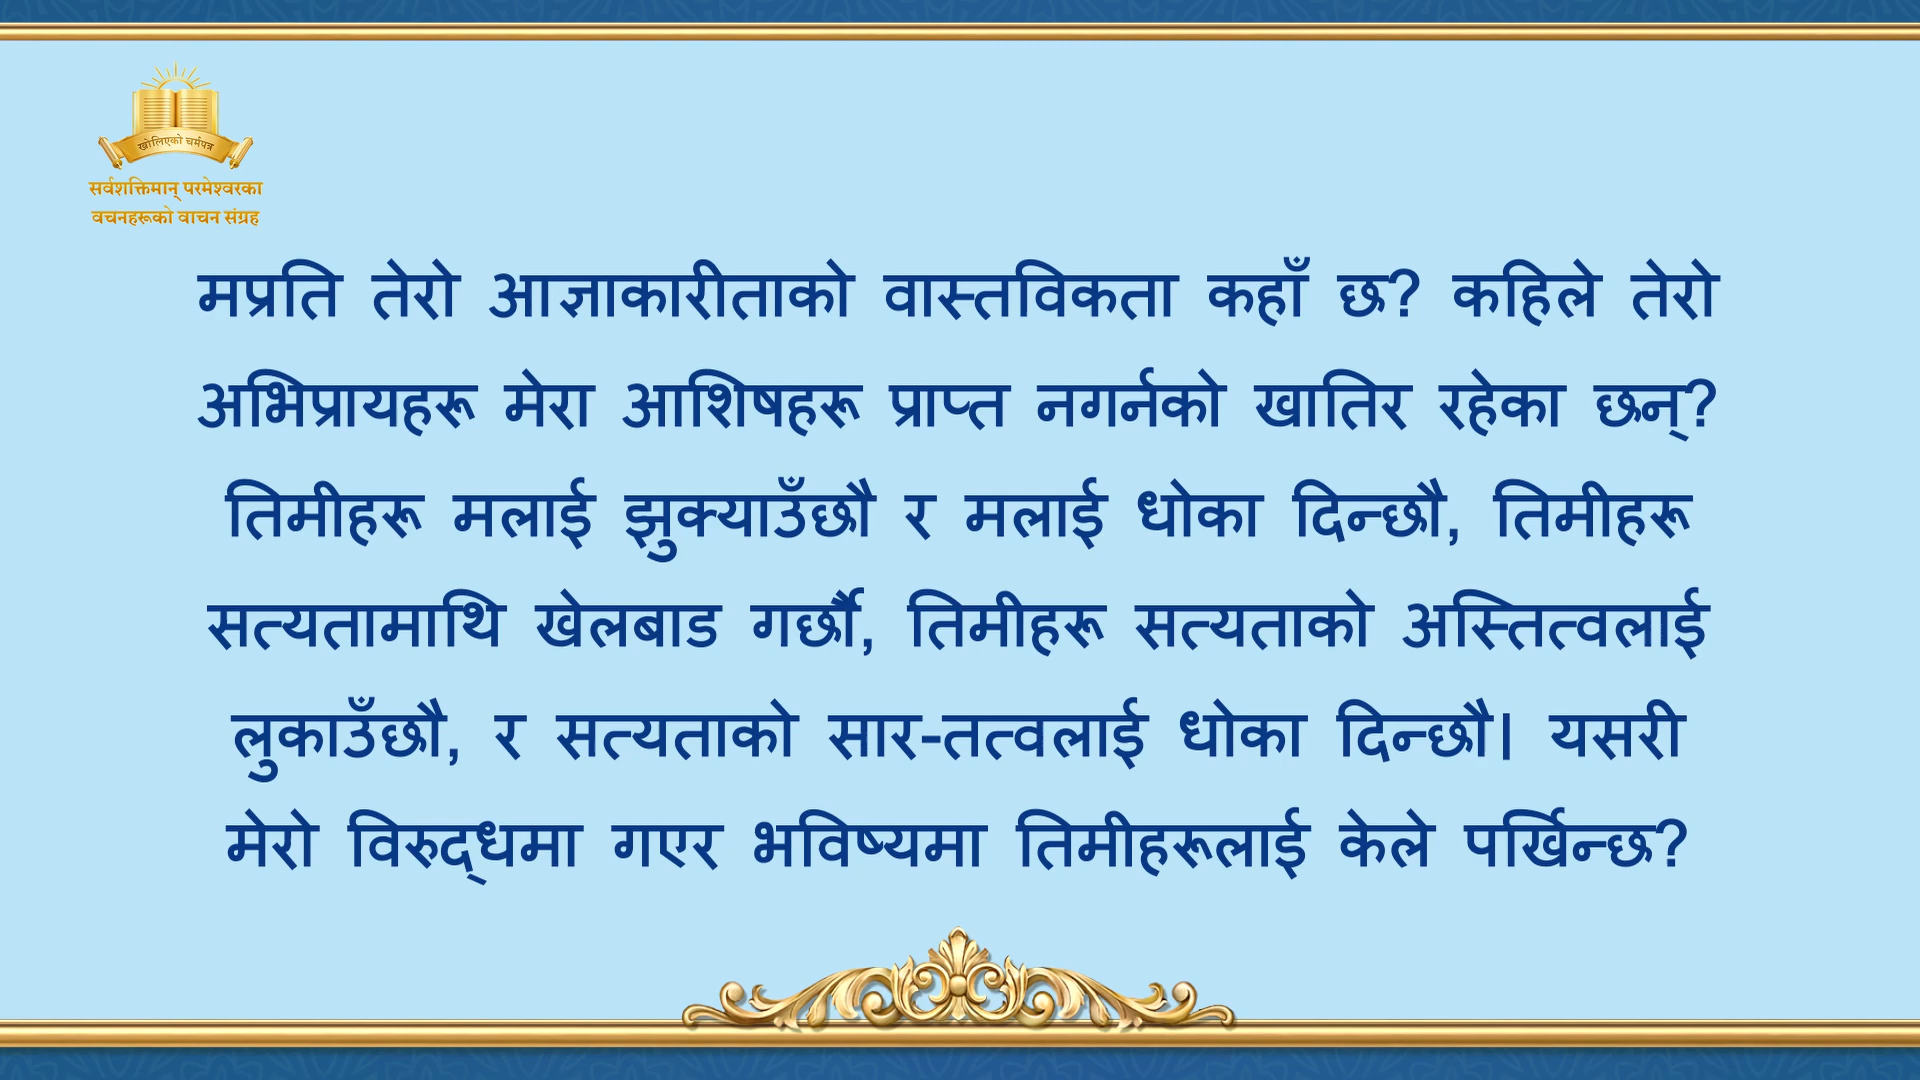 खोलिएको चर्मपत्र
सर्वशक्तिमान् परमेश्वरका
वचनहरूको वाचन संग्रह
मप्रति तेरो आज्ञाकारीताको वास्तविकता कहाँ छ? कहिले तेरो
अभिप्रायहरू मेरा आशिषहरू प्राप्त नगर्नको खातिर रहेका छन्?
तिमीहरू मलाई झुक्याउँछौ र मलाई धोका दिन्छौ, तिमीहरू
सत्यतामाथि खेलबाड गर्छौ, तिमीहरू सत्यताको अस्तित्वलाई
लुकाउँछौ, र सत्यताको सार-तत्वलाई धोका दिन्छौ। यसरी
मेरो विरुद्‌धमा गएर भविष्यमा तिमीहरूलाई केले पर्खिन्छ?